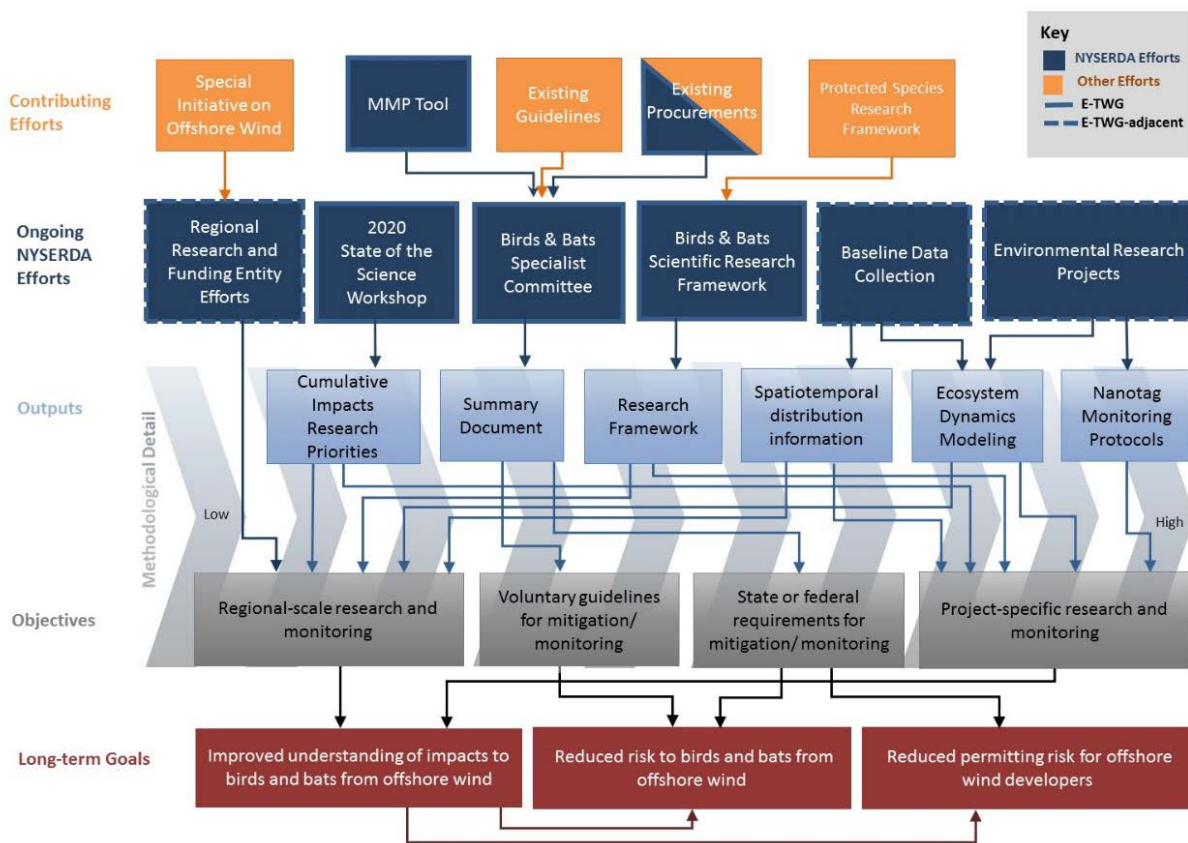 Key
NYSERDA Efforts
Other Efforts
E-TWG
E-TWG-adjacent
Contributing
Efforts
Special
Initiative on
Offshore Wind
MMP Tool
Existing
Guidelines
Existing
Procurements
Protected Species
Research
Framework
Ongoing
NYSERDA
Efforts
Regional
Research and
Funding Entity
Efforts
2020
State of the
Science
Workshop
Birds & Bats
Specialist
Committee
Birds & Bats
Scientific Research
Framework
Baseline Data
Collection
Environmental Research
Projects
Outputs
Cumulative
Impacts
Research
Priorities
Summary
Document
Research
Framework
Spatiotemporal
distribution
information
Ecosystem
Dynamics
Modeling
Nanotag
Monitoring
Protocols
Methodological Detail
Low
High
Objectives
Regional-scale research and
monitoring
Voluntary guidelines
for mitigation/
monitoring
State or federal
requirements for
mitigation/ monitoring
Project-specific research and
monitoring
Long-term Goals
Improved understanding of impacts to
birds and bats from offshore wind
Reduced risk to birds and bats from
offshore wind
Reduced permitting risk for offshore
wind developers